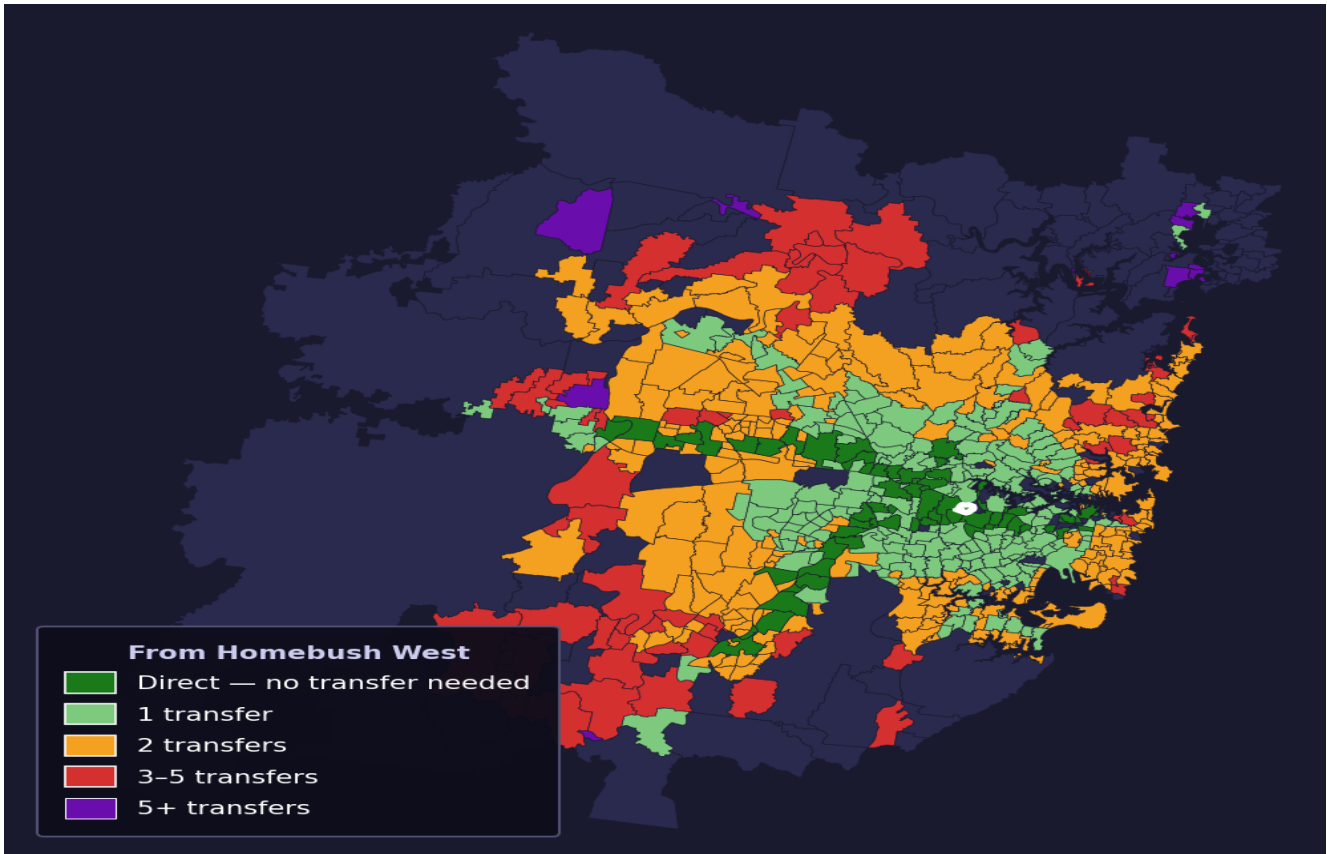 From Homebush West
Direct — no transfer needed
1 transfer
2 transfers
3–5 transfers
5+ transfers